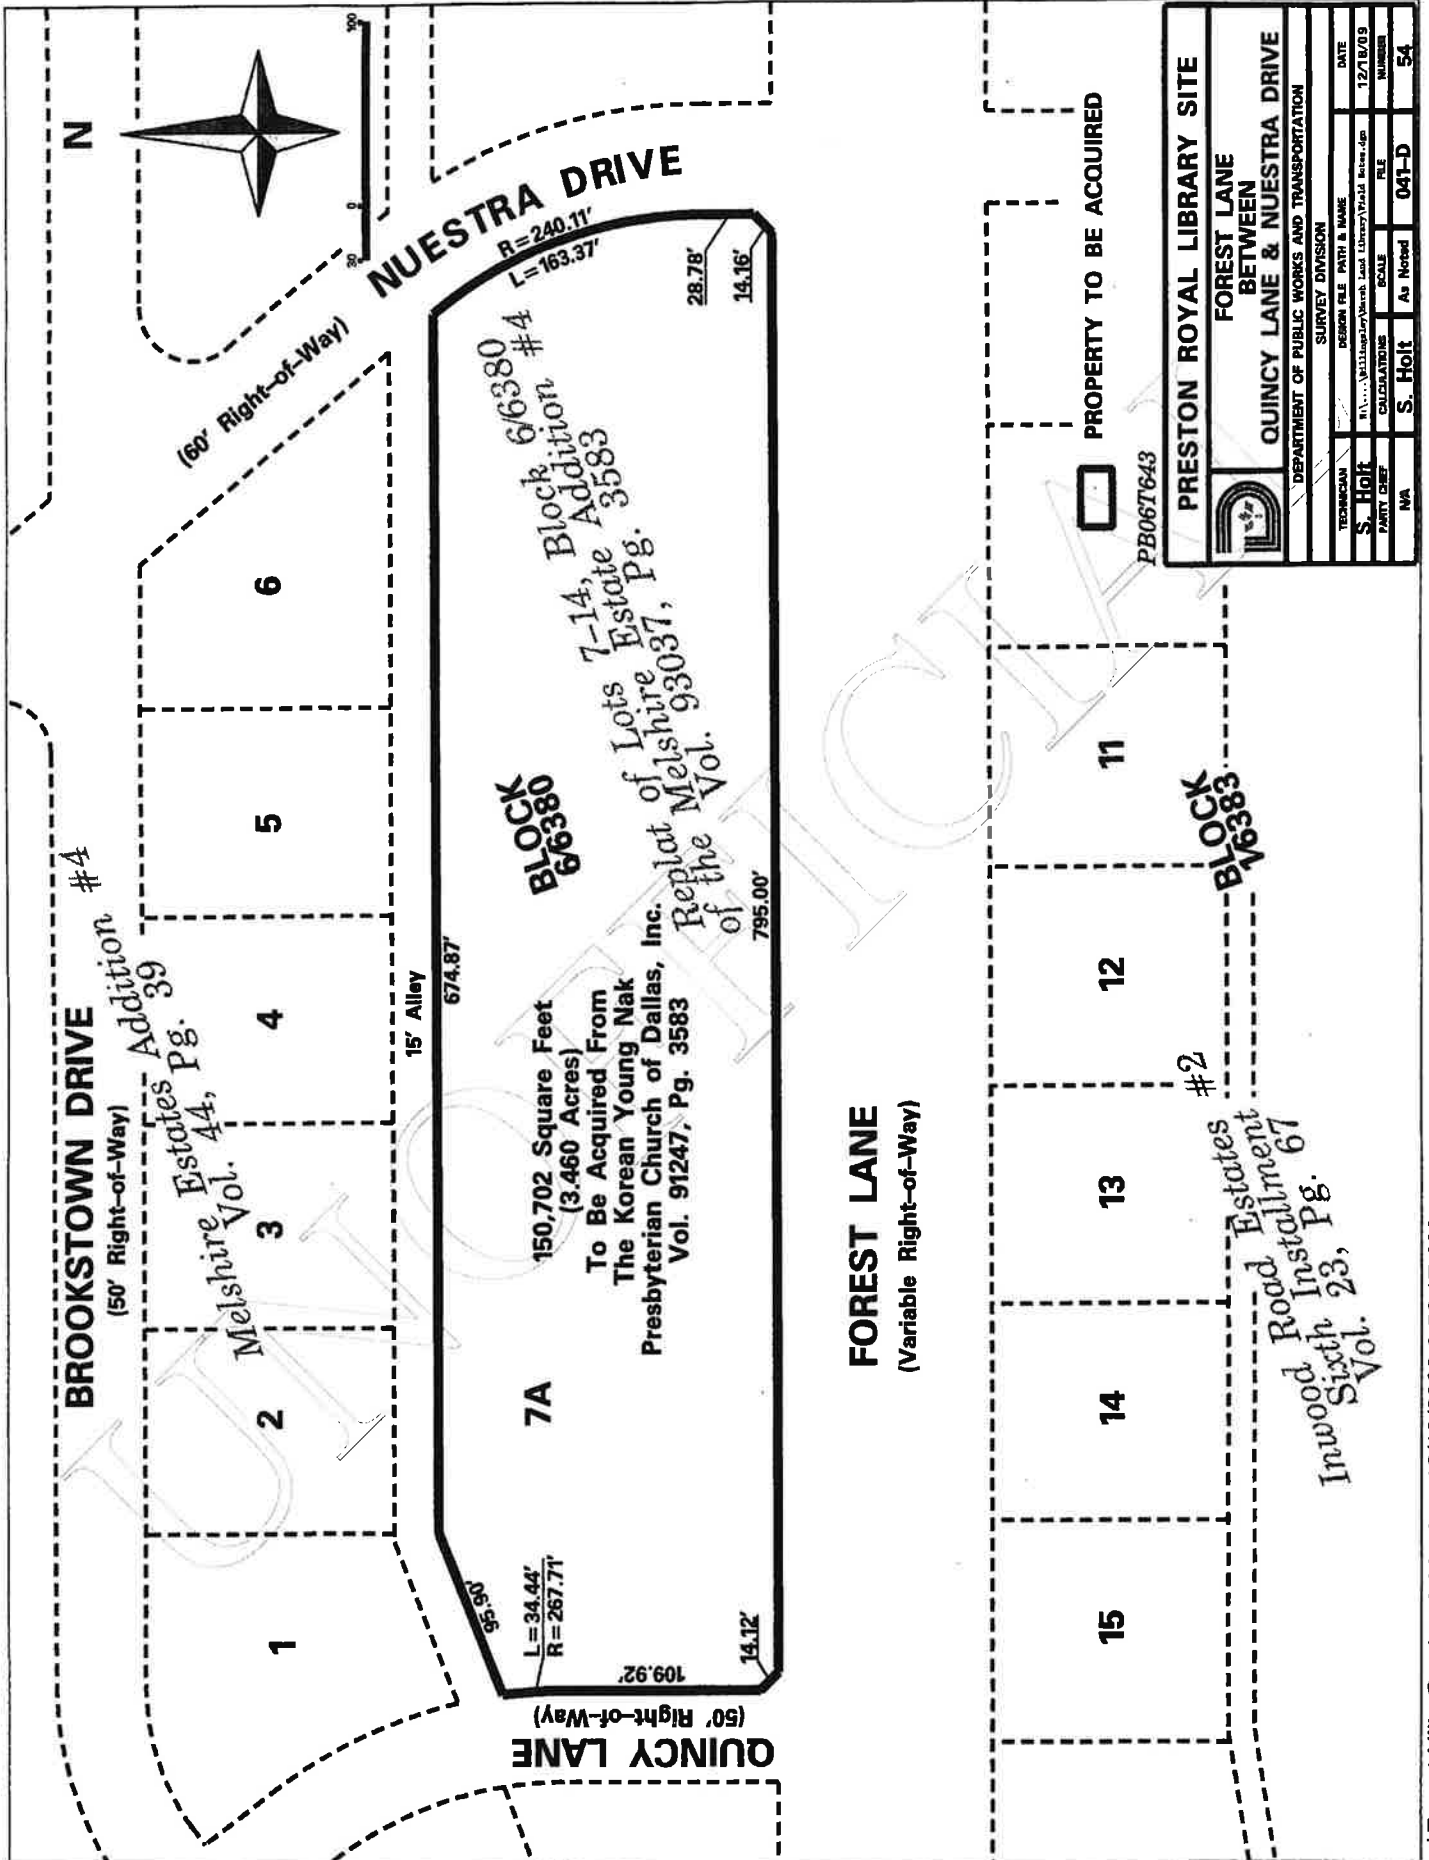 N
100
0
30
BROOKSTOWN DRIVE
(50' Right-of-Way)
Melshire Estates Addition #4
Vol. 44, Pg. 39
1
2
3
4
5
6
(60' Right-of-Way)
NUESTRA DRIVE
R=240.11'
L=163.37'
28.78'
14.16'
15' Alley
674.87'
95.90'
L=34.44'
R=267.71'
109.92'
14.12'
QUINCY LANE
(50' Right-of-Way)
7A
150,702 Square Feet
(3.460 Acres)
To Be Acquired From
The Korean Young Nak
Presbyterian Church of Dallas, Inc.
Vol. 91247, Pg. 3583
BLOCK
6/6380
Replat of Lots 7-14, Block 6/6380
of the Melshire Estate Addition #4
Vol. 93037, Pg. 3583
795.00'
FOREST LANE
(Variable Right-of-Way)
15
14
13
12
11
BLOCK
1/6383
Inwood Road Estates #2
Sixth Installment
Vol. 23, Pg. 67
UNOFFICIAL
PROPERTY TO BE ACQUIRED
PB06T643
PRESTON ROYAL LIBRARY SITE
FOREST LANE
BETWEEN
QUINCY LANE & NUESTRA DRIVE
DEPARTMENT OF PUBLIC WORKS AND TRANSPORTATION
SURVEY DIVISION
TECHNICIAN
DESIGN FILE PATH & NAME
DATE
S. Holt
12/18/09
PARTY CHIEF
CALCULATIONS
SCALE
FILE
NUMBER
N/A
S. Holt
As Noted
041-D
54